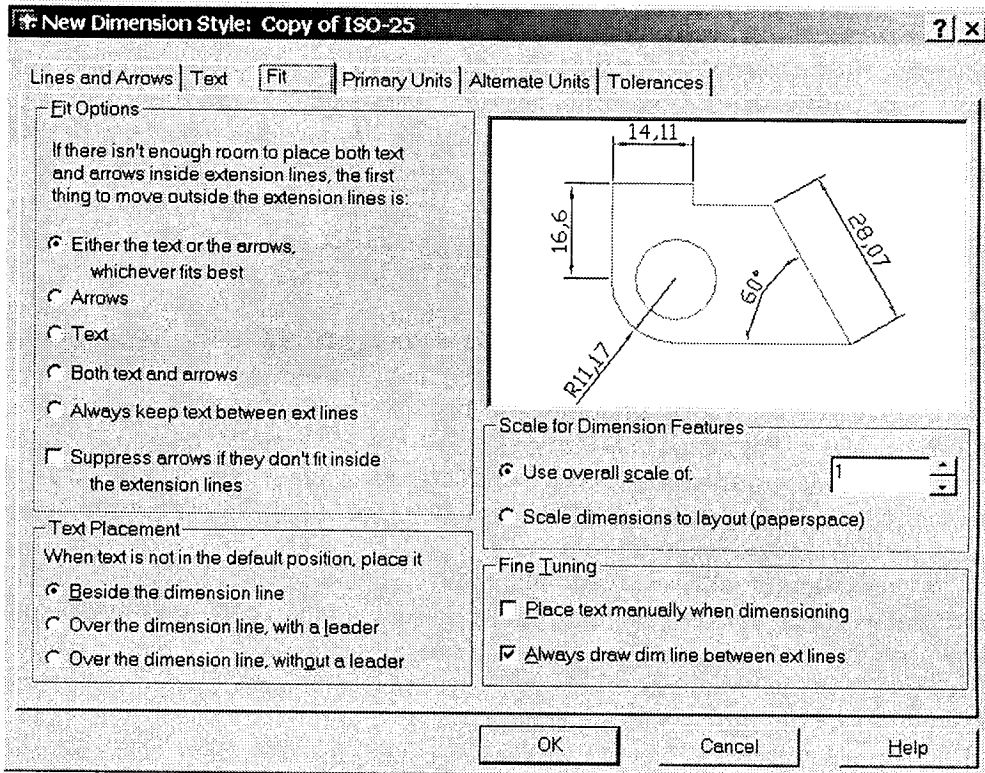 New Dimension Style: Copy of ISO-25
? ×
Lines and Arrows Text Fit Primary Units Alternate Units Tolerances
Fit Options
If there isn't enough room to place both text
and arrows inside extension lines, the first
thing to move outside the extension lines is:
Either the text or the arrows,
whichever fits best
Arrows
Text
Both text and arrows
Always keep text between ext lines
Suppress arrows if they don't fit inside
the extension lines
Text Placement
When text is not in the default position, place it
Beside the dimension line
Over the dimension line, with a leader
Over the dimension line, without a leader
14,11
16,6
28,07
60°
R11,17
Scale for Dimension Features
Use overall scale of:
1
Scale dimensions to layout (paperspace)
Fine Tuning
Place text manually when dimensioning
Always draw dim line between ext lines
OK Cancel Help